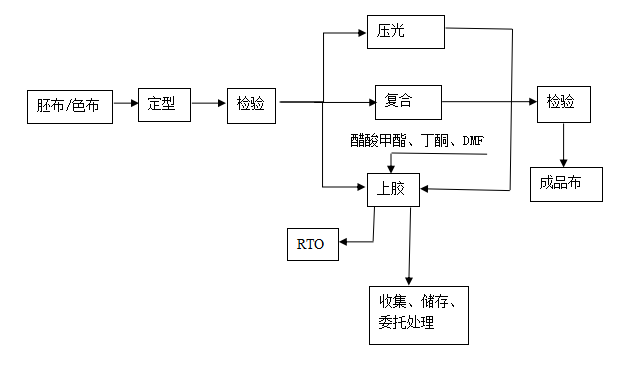 压光
胚布/色布
定型
检验
复合
检验
醋酸甲酯、丁酮、DMF
上胶
成品布
RTO
收集、储存、
委托处理